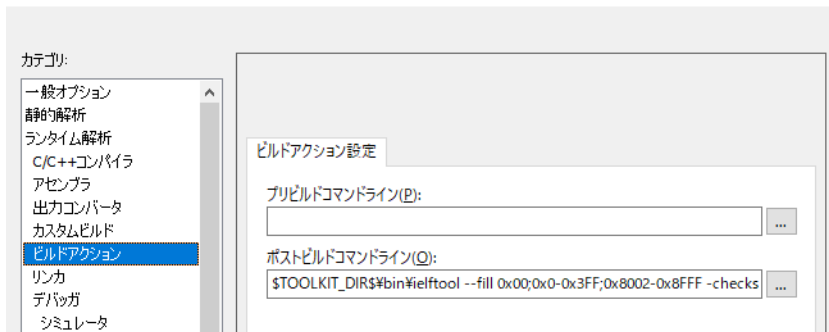 カテゴリ:
一般オプション
静的解析
ランタイム解析
C/C++コンパイラ
アセンブラ
出力コンバータ
カスタムビルド
ビルドアクション
リンカ
デバッガ
シミュレータ
ビルドアクション設定
プリビルドコマンドライン(P):
...
ポストビルドコマンドライン(O):
$TOOLKIT_DIR$¥bin¥ielftool --fill 0x00;0x0-0x3FF;0x8002-0x8FFF -checks
...